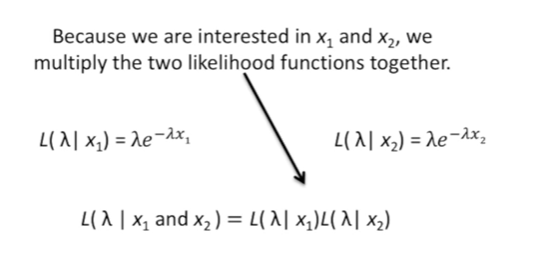 Because we are interested in x₁ and x₂, we
multiply the two likelihood functions together.
L(λ| x₁) = λe^−λx₁
L(λ| x₂) = λe^−λx₂
L(λ | x₁ and x₂) = L(λ| x₁)L(λ| x₂)